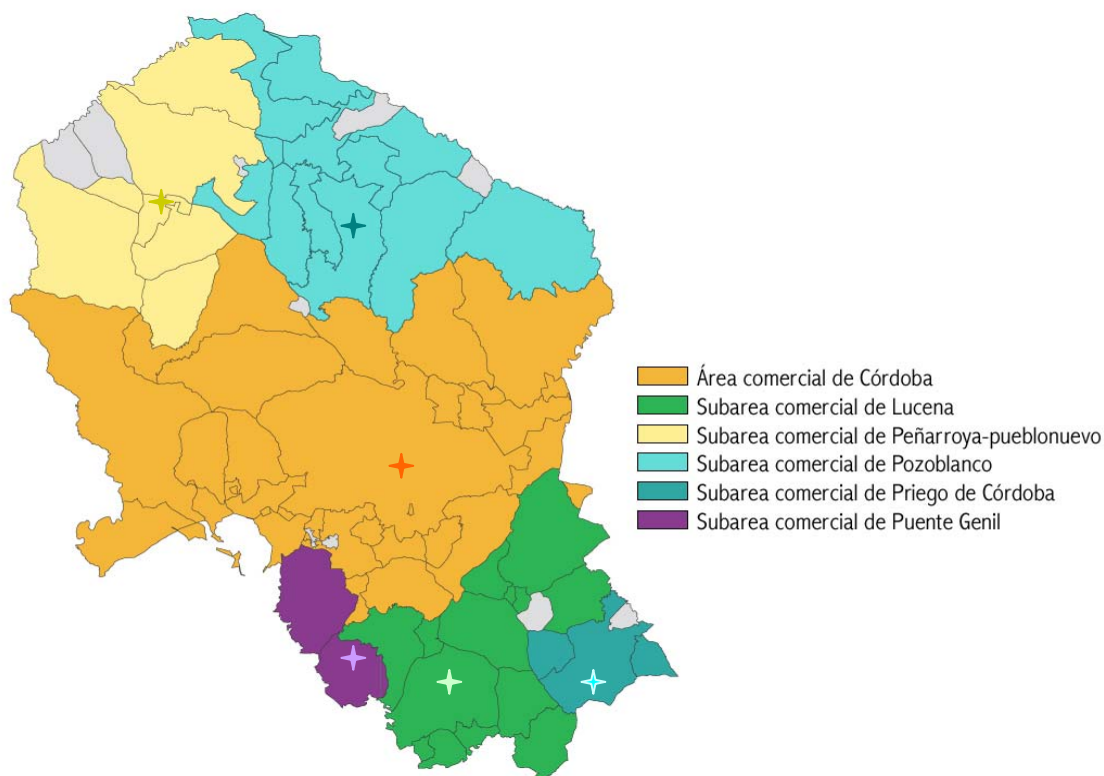 Área comercial de Córdoba
Subarea comercial de Lucena
Subarea comercial de Peñarroya-pueblonuevo
Subarea comercial de Pozoblanco
Subarea comercial de Priego de Córdoba
Subarea comercial de Puente Genil